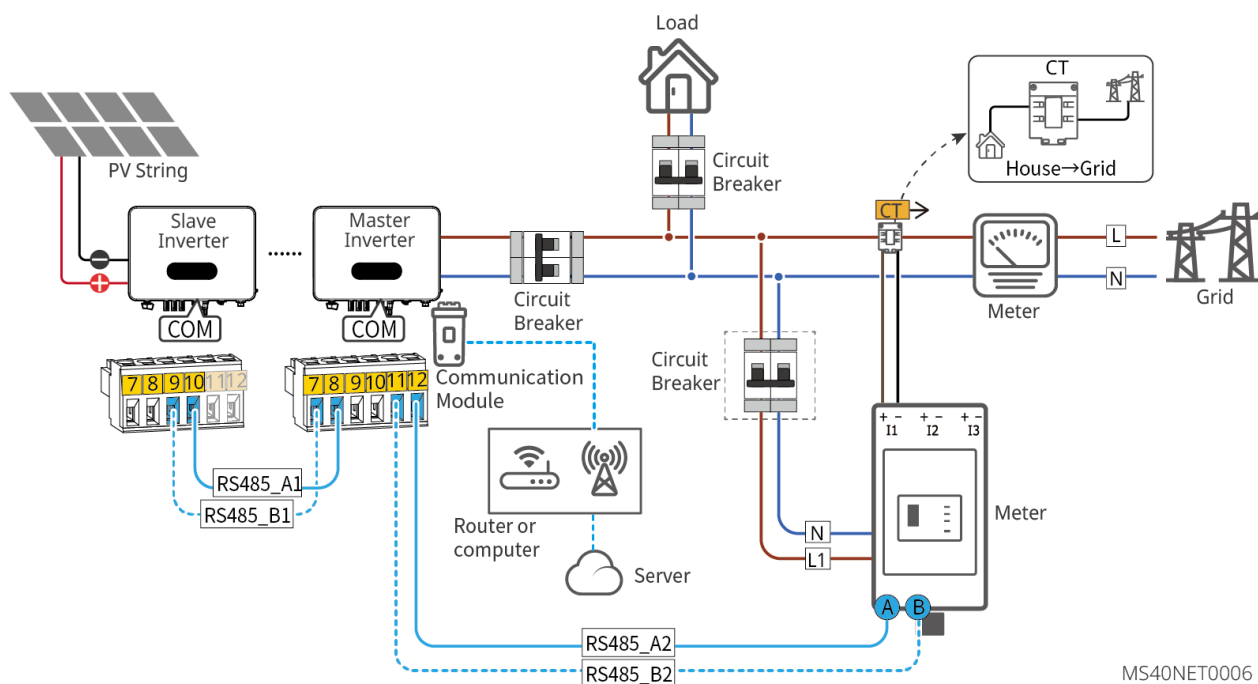 Load
CT
House→Grid
PV String
Circuit
Breaker
Slave
Inverter
......
Master
Inverter
CT
L
N
Meter
Grid
COM
COM
Circuit
Breaker
Circuit
Breaker
Communication
Module
7 8 9 10 11 12
7 8 9 10 11 12
+ - + - + -
I1 I2 I3
RS485_A1
RS485_B1
Router or
computer
Server
N
L1
Meter
A B
RS485_A2
RS485_B2
MS40NET0006